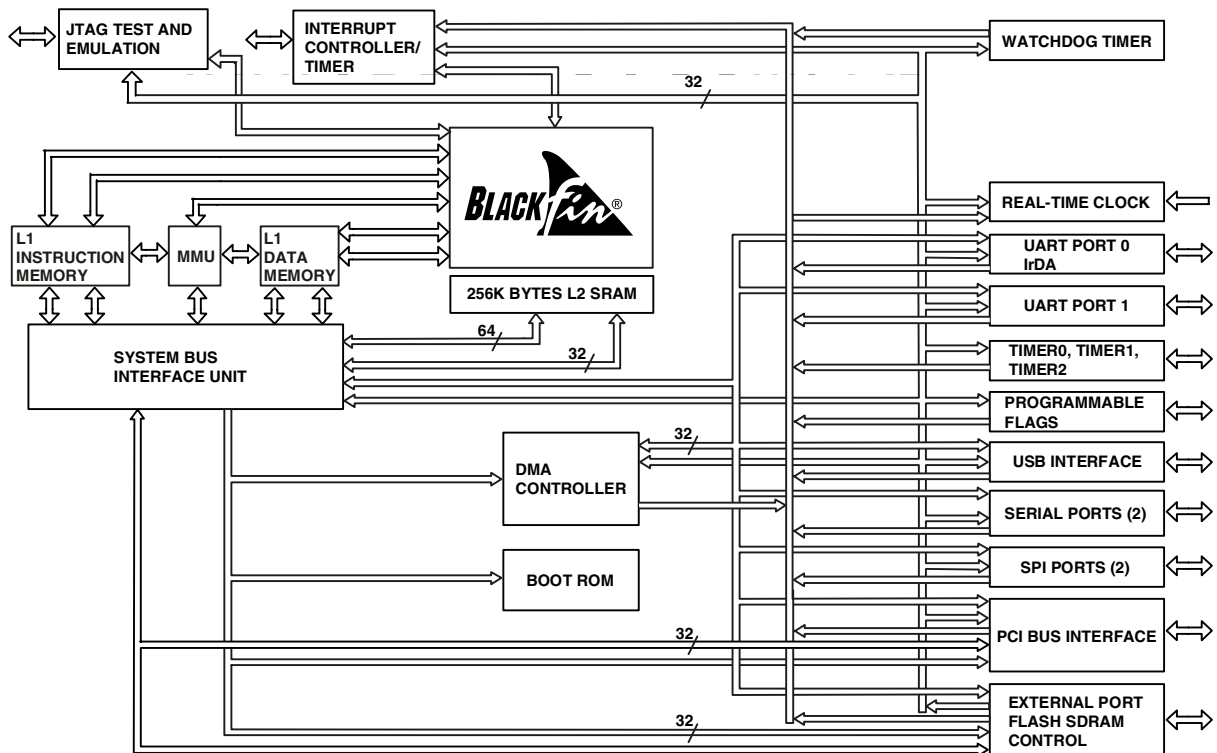 JTAG TEST AND
EMULATION
INTERRUPT
CONTROLLER/
TIMER
WATCHDOG TIMER
32
BLACKfin®
REAL-TIME CLOCK
L1
INSTRUCTION
MEMORY
MMU
L1
DATA
MEMORY
UART PORT 0
IrDA
256K BYTES L2 SRAM
UART PORT 1
64
32
SYSTEM BUS
INTERFACE UNIT
TIMER0, TIMER1,
TIMER2
PROGRAMMABLE
FLAGS
32
DMA
CONTROLLER
USB INTERFACE
SERIAL PORTS (2)
BOOT ROM
SPI PORTS (2)
32
PCI BUS INTERFACE
32
EXTERNAL PORT
FLASH SDRAM
CONTROL